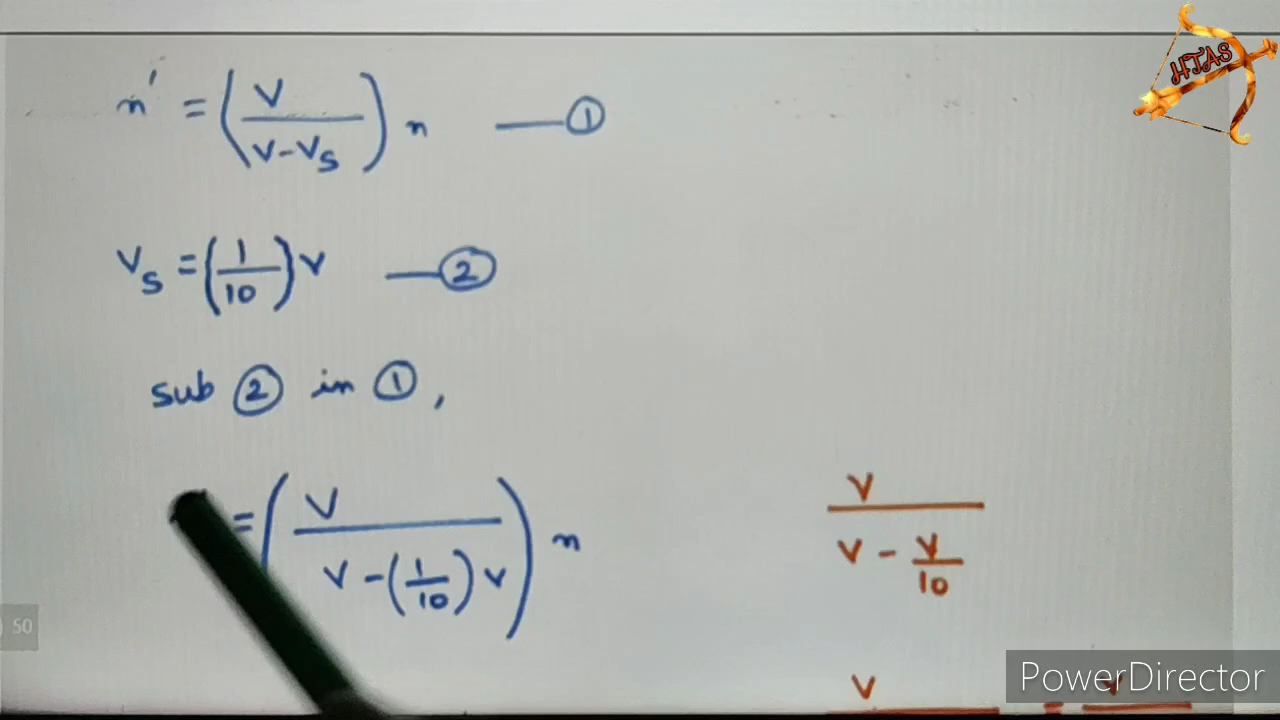 n' = (V / V-Vs) n —①
Vs = (1/10) V —②
sub ② in ①,
= (V / V-(1/10)V) n
V / V - V/10
V = V
50
HTAS
PowerDirector